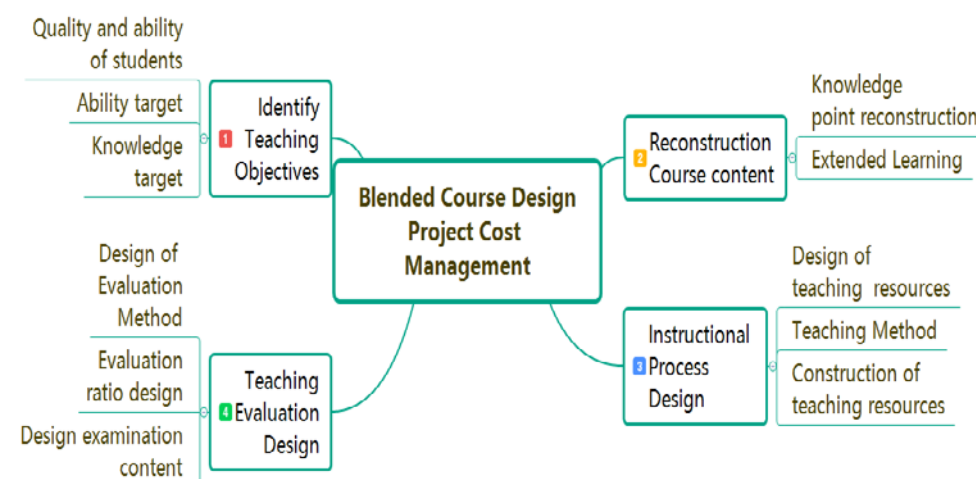 Blended Course Design
Project Cost
Management
1
Identify
Teaching
Objectives
Quality and ability
of students
Ability target
Knowledge
target
2
Reconstruction
Course content
Knowledge
point reconstruction
Extended Learning
3
Instructional
Process
Design
Design of
teaching resources
Teaching Method
Construction of
teaching resources
4
Teaching
Evaluation
Design
Design of
Evaluation
Method
Evaluation
ratio design
Design examination
content